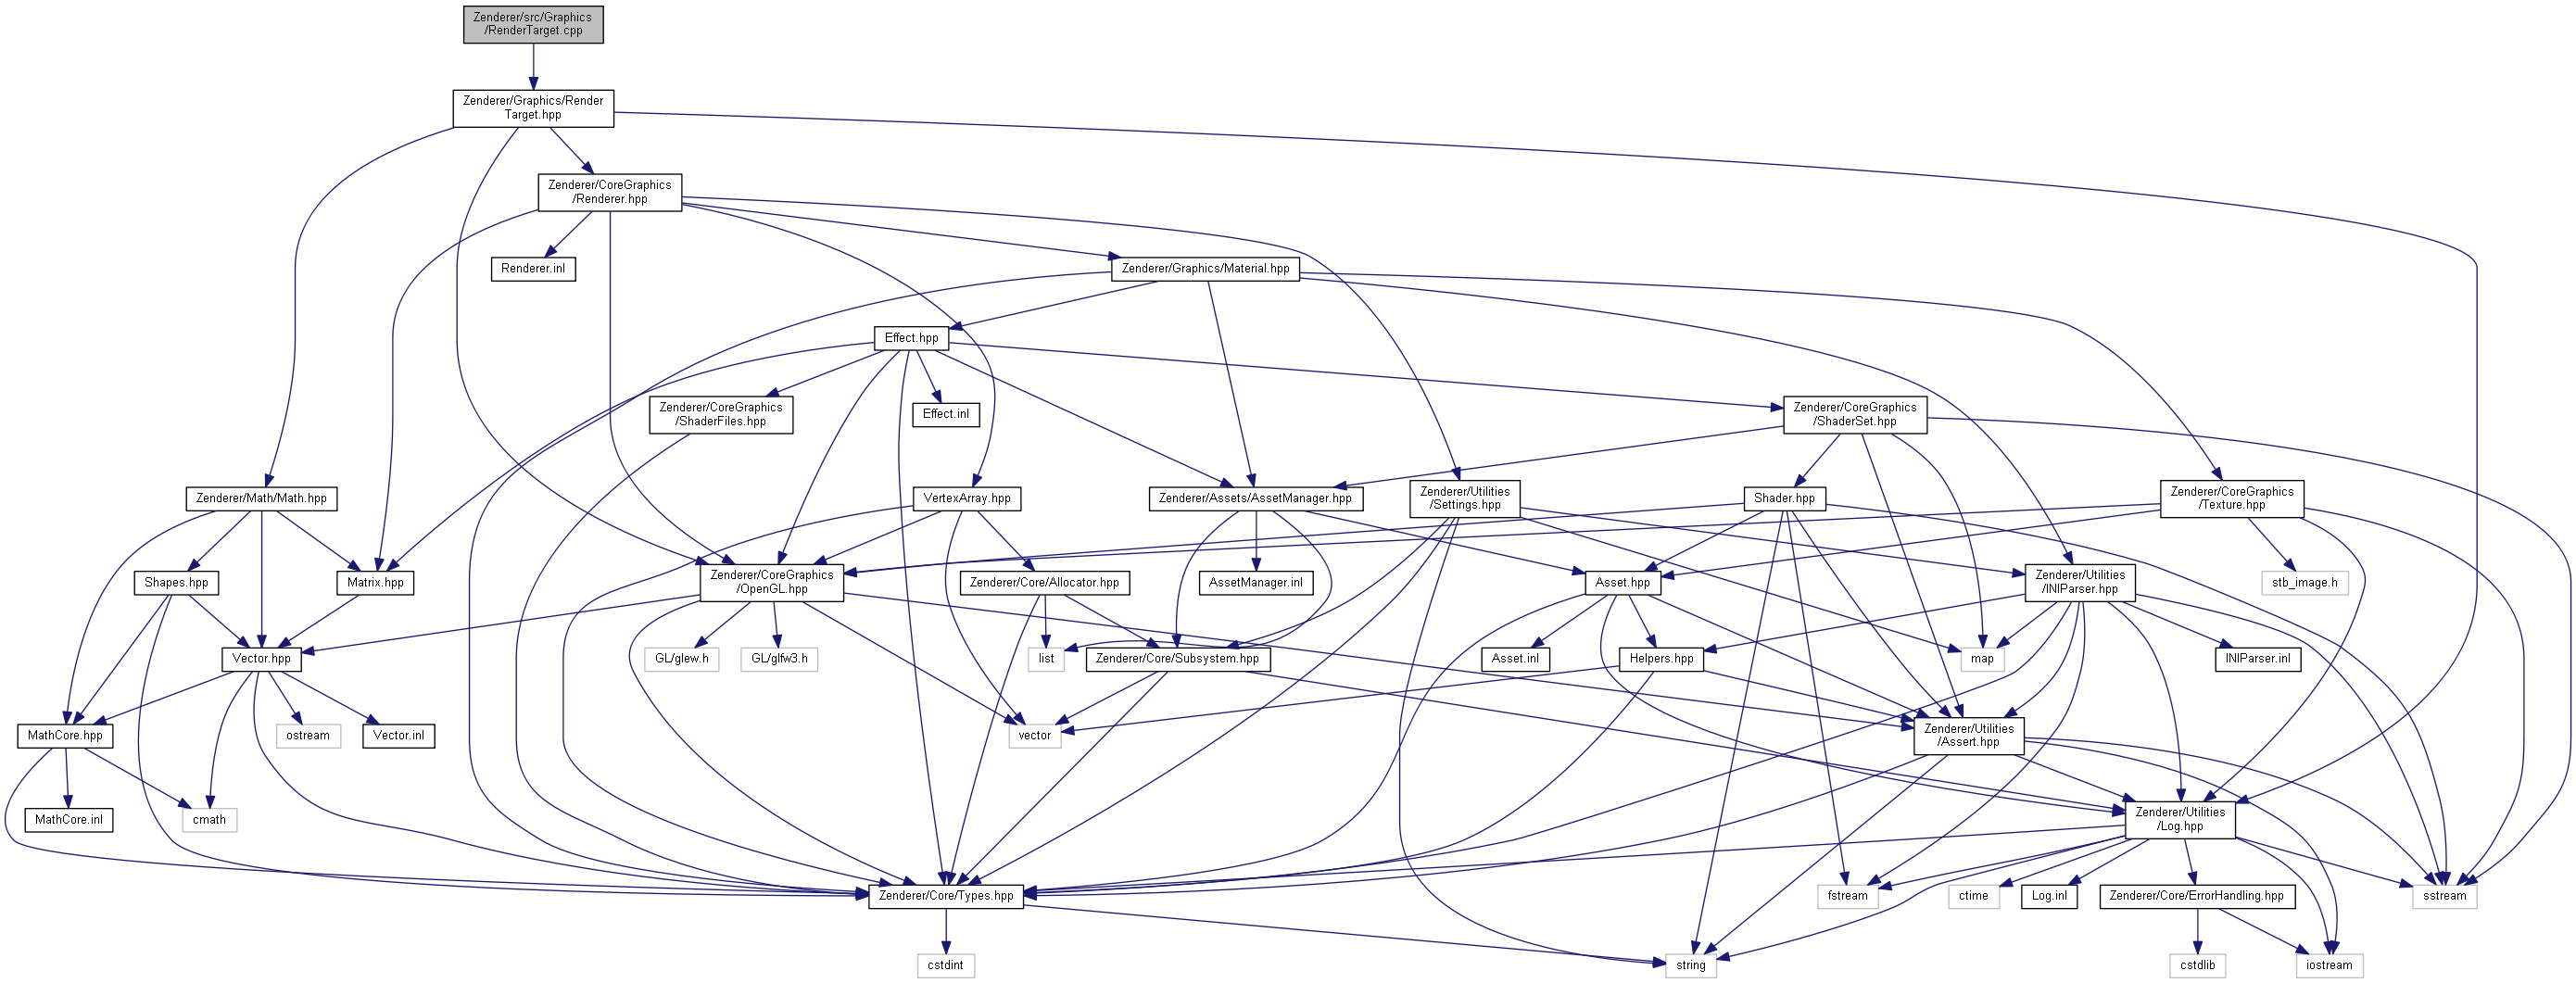 Zenderer/src/Graphics
/RenderTarget.cpp
Zenderer/Graphics/Render
Target.hpp
Zenderer/CoreGraphics
/Renderer.hpp
Renderer.inl
Zenderer/Graphics/Material.hpp
Effect.hpp
Zenderer/CoreGraphics
/ShaderFiles.hpp
Effect.inl
Zenderer/CoreGraphics
/ShaderSet.hpp
Zenderer/Math/Math.hpp
VertexArray.hpp
Zenderer/Assets/AssetManager.hpp
Zenderer/Utilities
/Settings.hpp
Shader.hpp
Zenderer/CoreGraphics
/Texture.hpp
Shapes.hpp
Matrix.hpp
Zenderer/CoreGraphics
/OpenGL.hpp
Zenderer/Core/Allocator.hpp
AssetManager.inl
Asset.hpp
Zenderer/Utilities
/INIParser.hpp
stb_image.h
Vector.hpp
GL/glew.h
GL/glfw3.h
list
Zenderer/Core/Subsystem.hpp
Asset.inl
Helpers.hpp
map
INIParser.inl
MathCore.hpp
ostream
Vector.inl
vector
Zenderer/Utilities
/Assert.hpp
MathCore.inl
cmath
Zenderer/Utilities
/Log.hpp
Zenderer/Core/Types.hpp
fstream
ctime
Log.inl
Zenderer/Core/ErrorHandling.hpp
sstream
cstdint
string
cstdlib
iostream